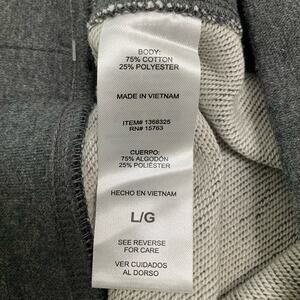 BODY:
75% COTTON
25% POLYESTER
MADE IN VIETNAM
ITEM# 1368325
RN# 15763
CUERPO:
75% ALGODÓN
25% POLIÉSTER
HECHO EN VIETNAM
L/G
SEE REVERSE
FOR CARE
VER CUIDADOS
AL DORSO